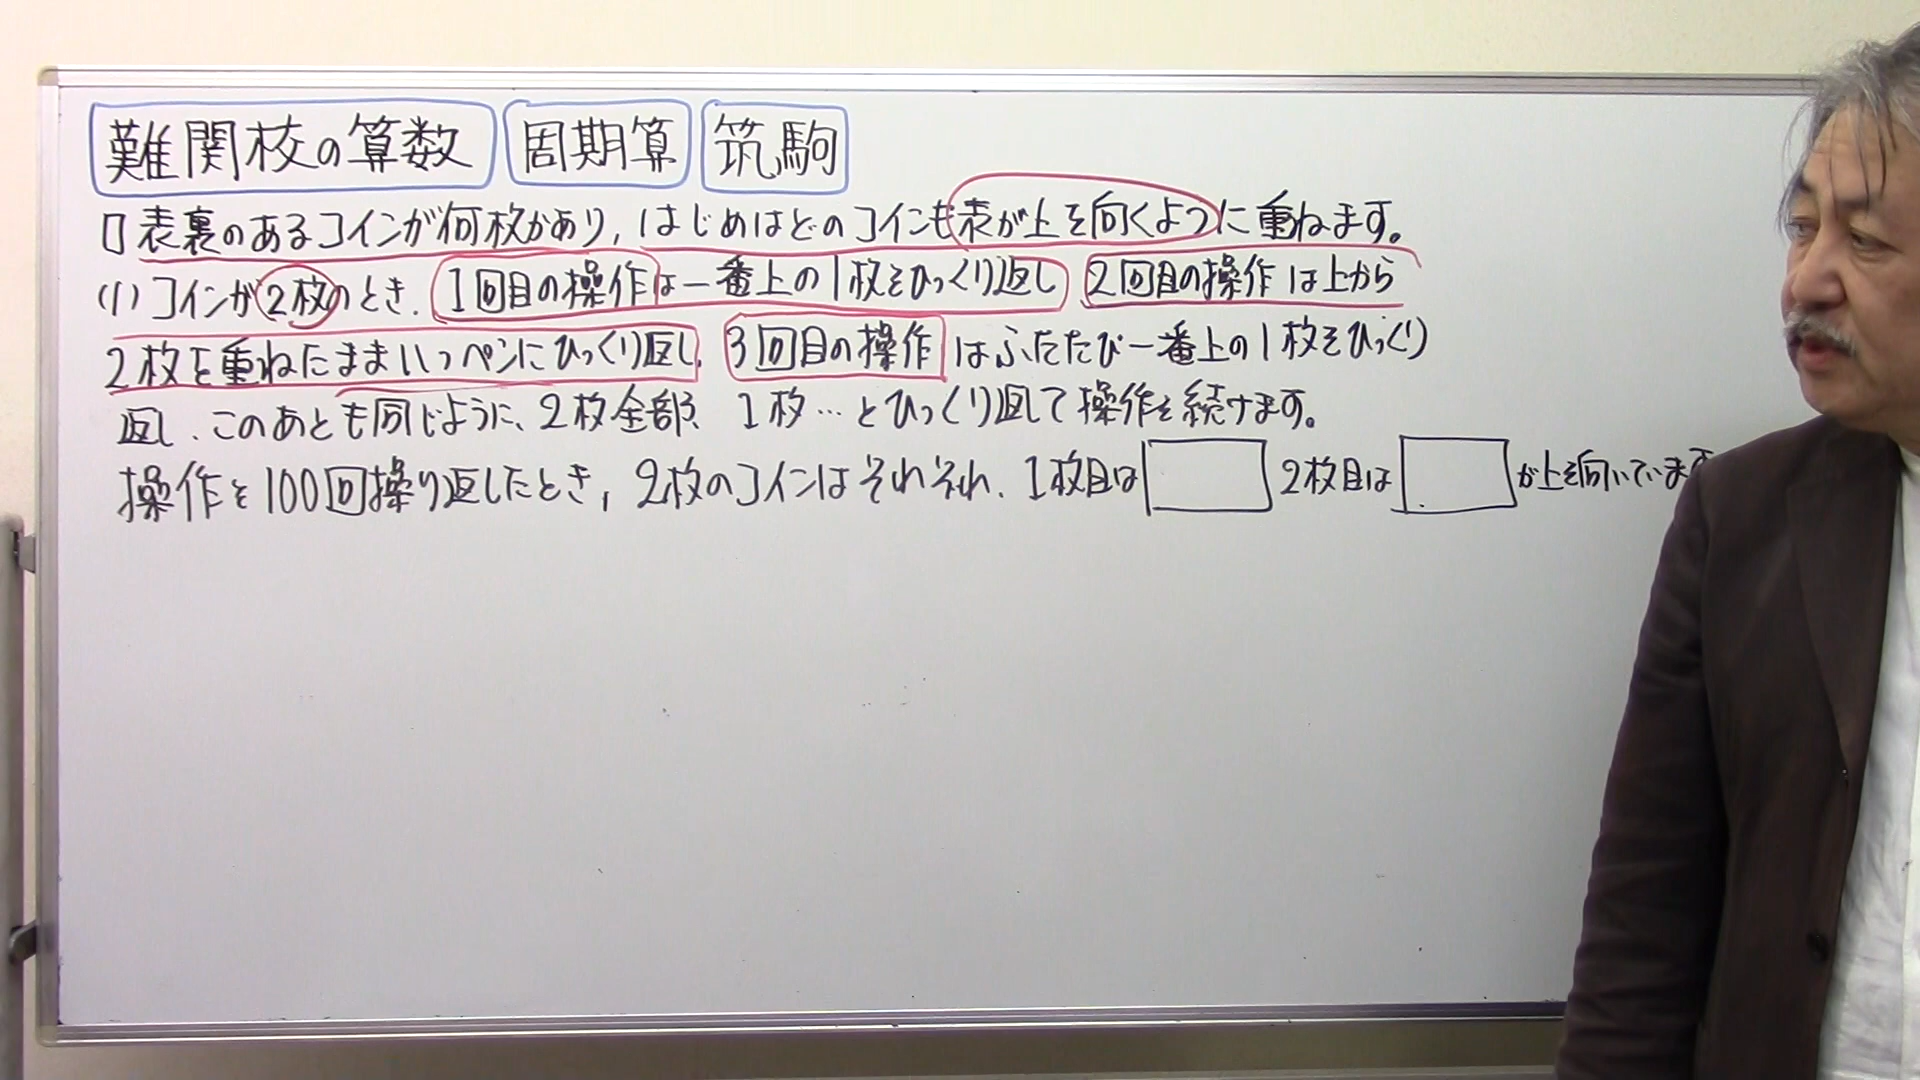 難関校の算数 周期算 筑駒
□表裏のあるコインが何枚かあり,はじめはどのコインも表が上を向くように重ねます。
(1)コインが2枚のとき、1回目の操作は一番上の1枚をひっくり返し 2回目の操作は上から
2枚を重ねたままいっペンにひっくり返し、3回目の操作はふたたび一番上の1枚をひっくり
返し、このあとも同じように、2枚全部、1枚…とひっくり返して操作を続けます。
操作を100回操り返したとき,2枚のコインはそれぞれ、1枚目は 2枚目は が上を向いています